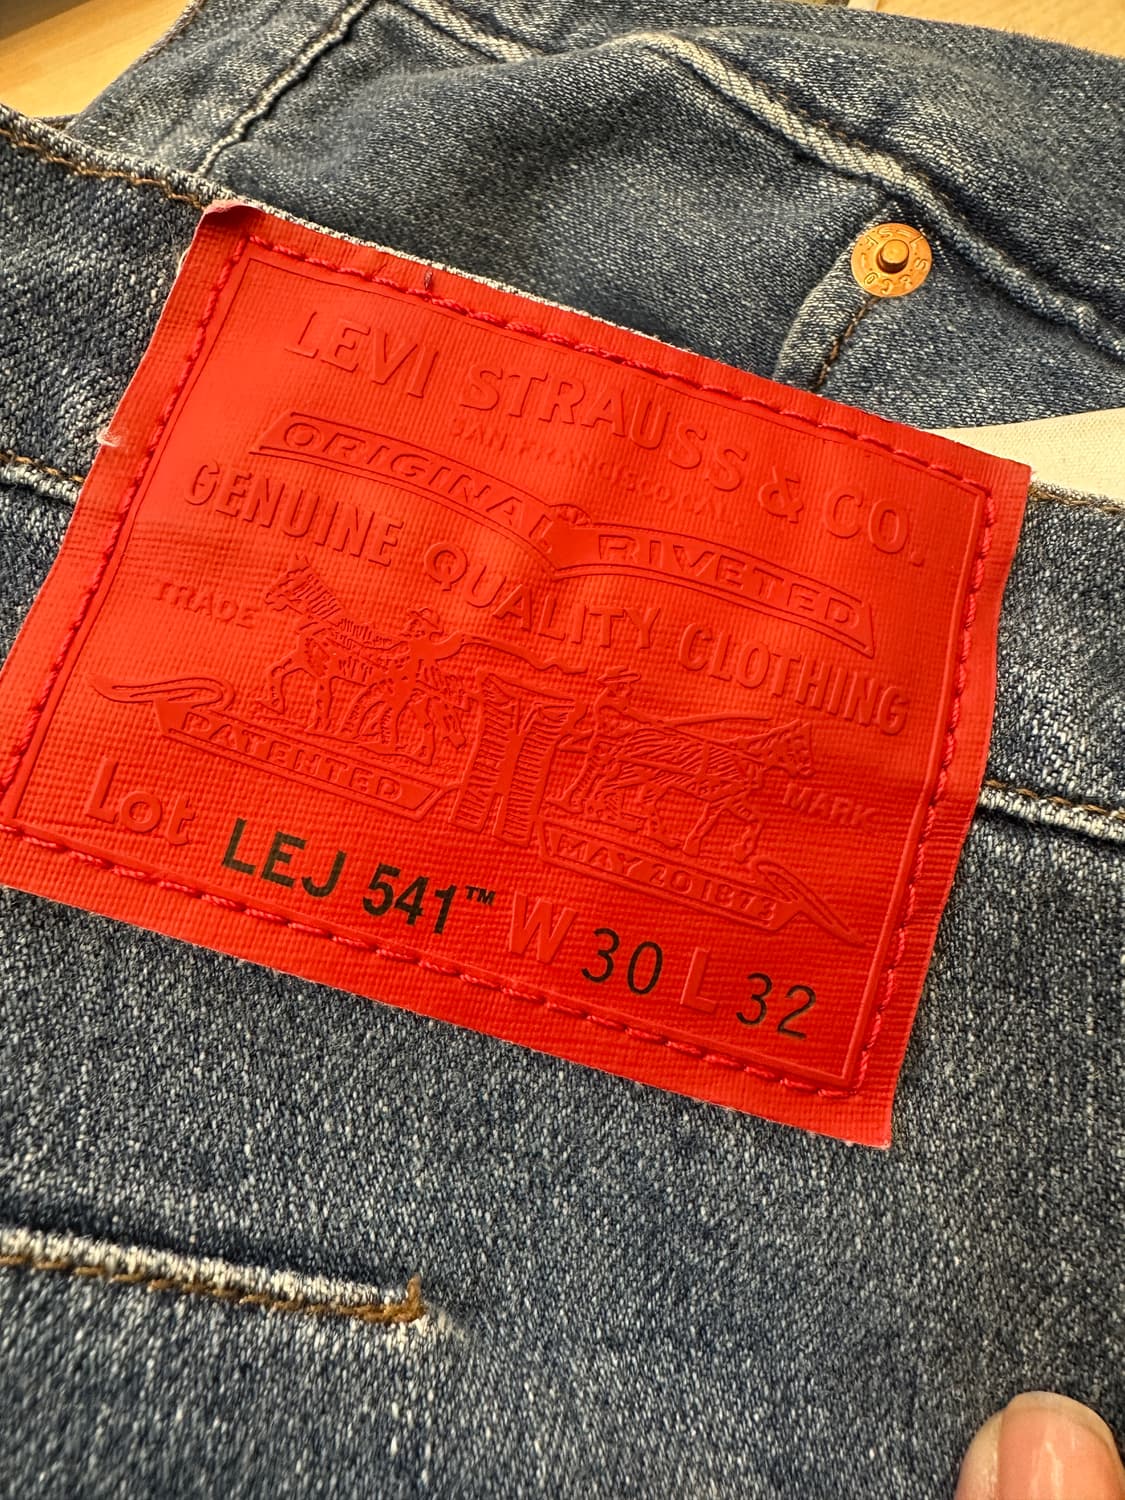 LEVI STRAUSS & CO.
SAN FRANCISCO CAL.
ORIGINAL RIVETED
GENUINE QUALITY CLOTHING
TRADE MARK
PATENTED MAY 20 1873
Lot LEJ 541™ W 30 L 32
L.S. & CO. S.F.